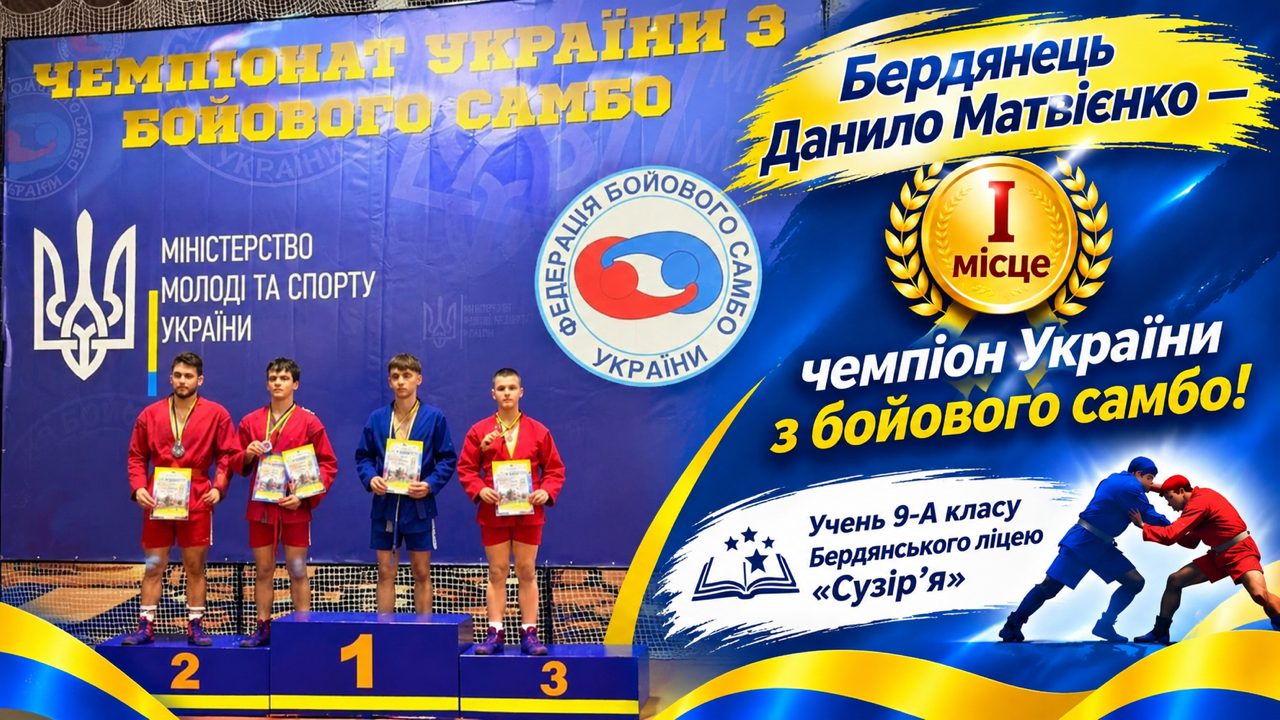 ЧЕМПІОНАТ УКРАЇНИ З
БОЙОВОГО САМБО
МІНІСТЕРСТВО
МОЛОДІ ТА СПОРТУ
УКРАЇНИ
ФЕДЕРАЦІЯ БОЙОВОГО САМБО
УКРАЇНИ
2
1
3
Бердянець
Данило Матвієнко —
I
місце
чемпіон України
з бойового самбо!
Учень 9-А класу
Бердянського ліцею
«Сузір’я»